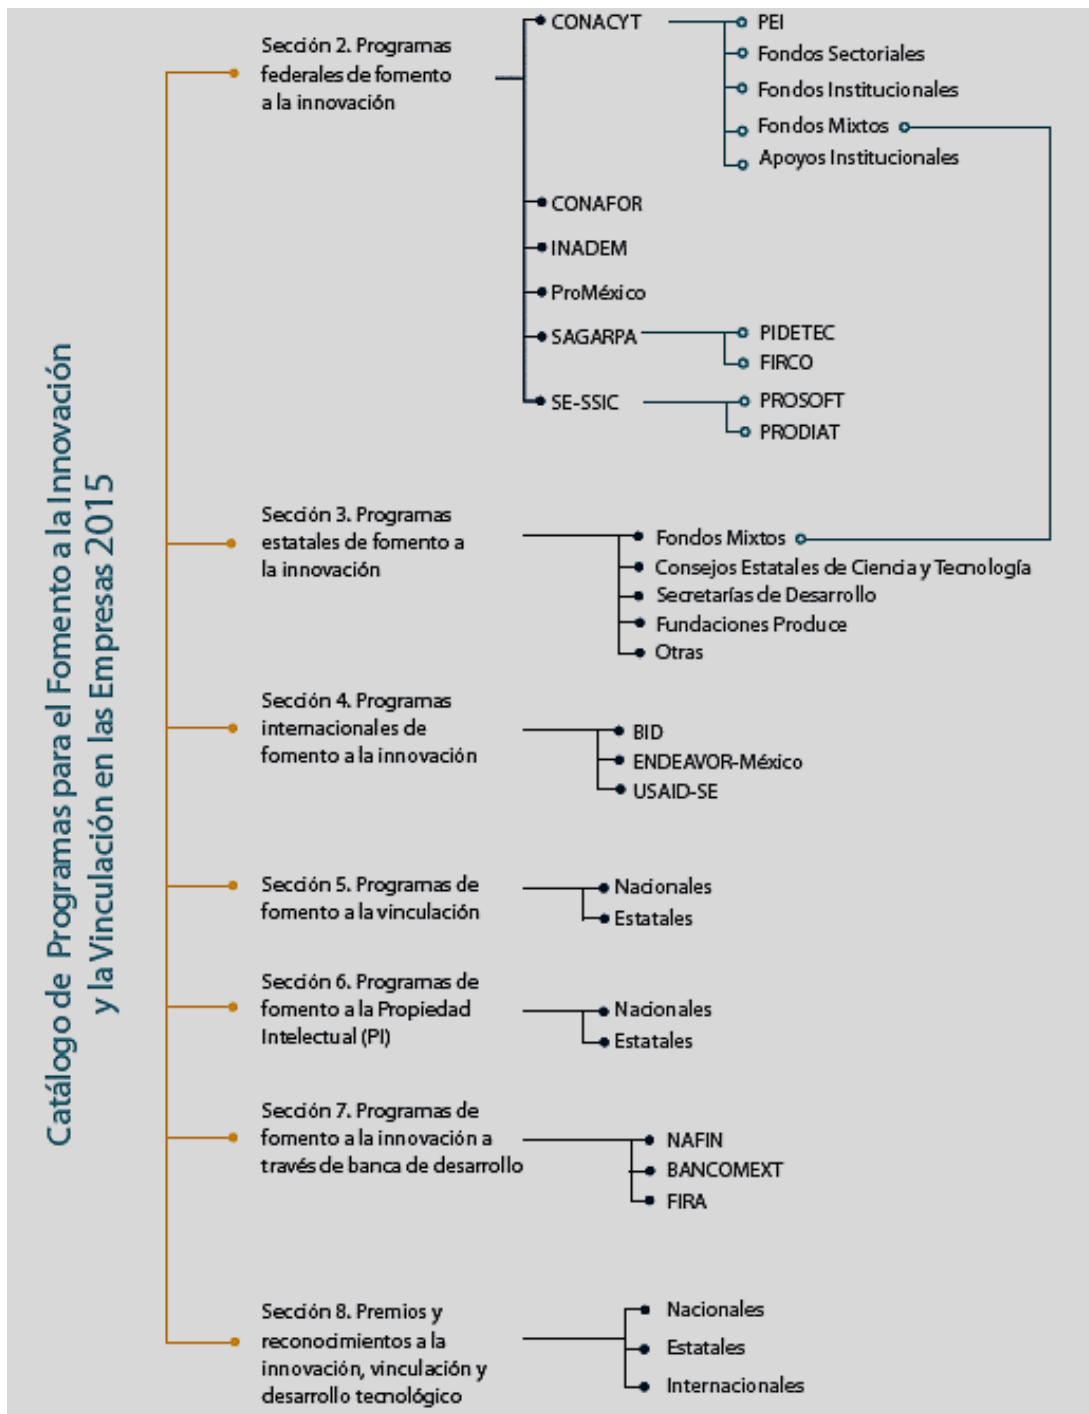 Catálogo de Programas para el Fomento a la Innovación
y la Vinculación en las Empresas 2015
Sección 2. Programas
federales de fomento
a la innovación
CONACYT
PEI
Fondos Sectoriales
Fondos Institucionales
Fondos Mixtos
Apoyos Institucionales
CONAFOR
INADEM
ProMéxico
SAGARPA
PIDETEC
FIRCO
SE-SSIC
PROSOFT
PRODIAT
Sección 3. Programas
estatales de fomento a
la innovación
Fondos Mixtos
Consejos Estatales de Ciencia y Tecnología
Secretarías de Desarrollo
Fundaciones Produce
Otras
Sección 4. Programas
internacionales de
fomento a la innovación
BID
ENDEAVOR-México
USAID-SE
Sección 5. Programas de
fomento a la vinculación
Nacionales
Estatales
Sección 6. Programas de
fomento a la Propiedad
Intelectual (PI)
Nacionales
Estatales
Sección 7. Programas de
fomento a la innovación a
través de banca de desarrollo
NAFIN
BANCOMEXT
FIRA
Sección 8. Premios y
reconocimientos a la
innovación, vinculación y
desarrollo tecnológico
Nacionales
Estatales
Internacionales